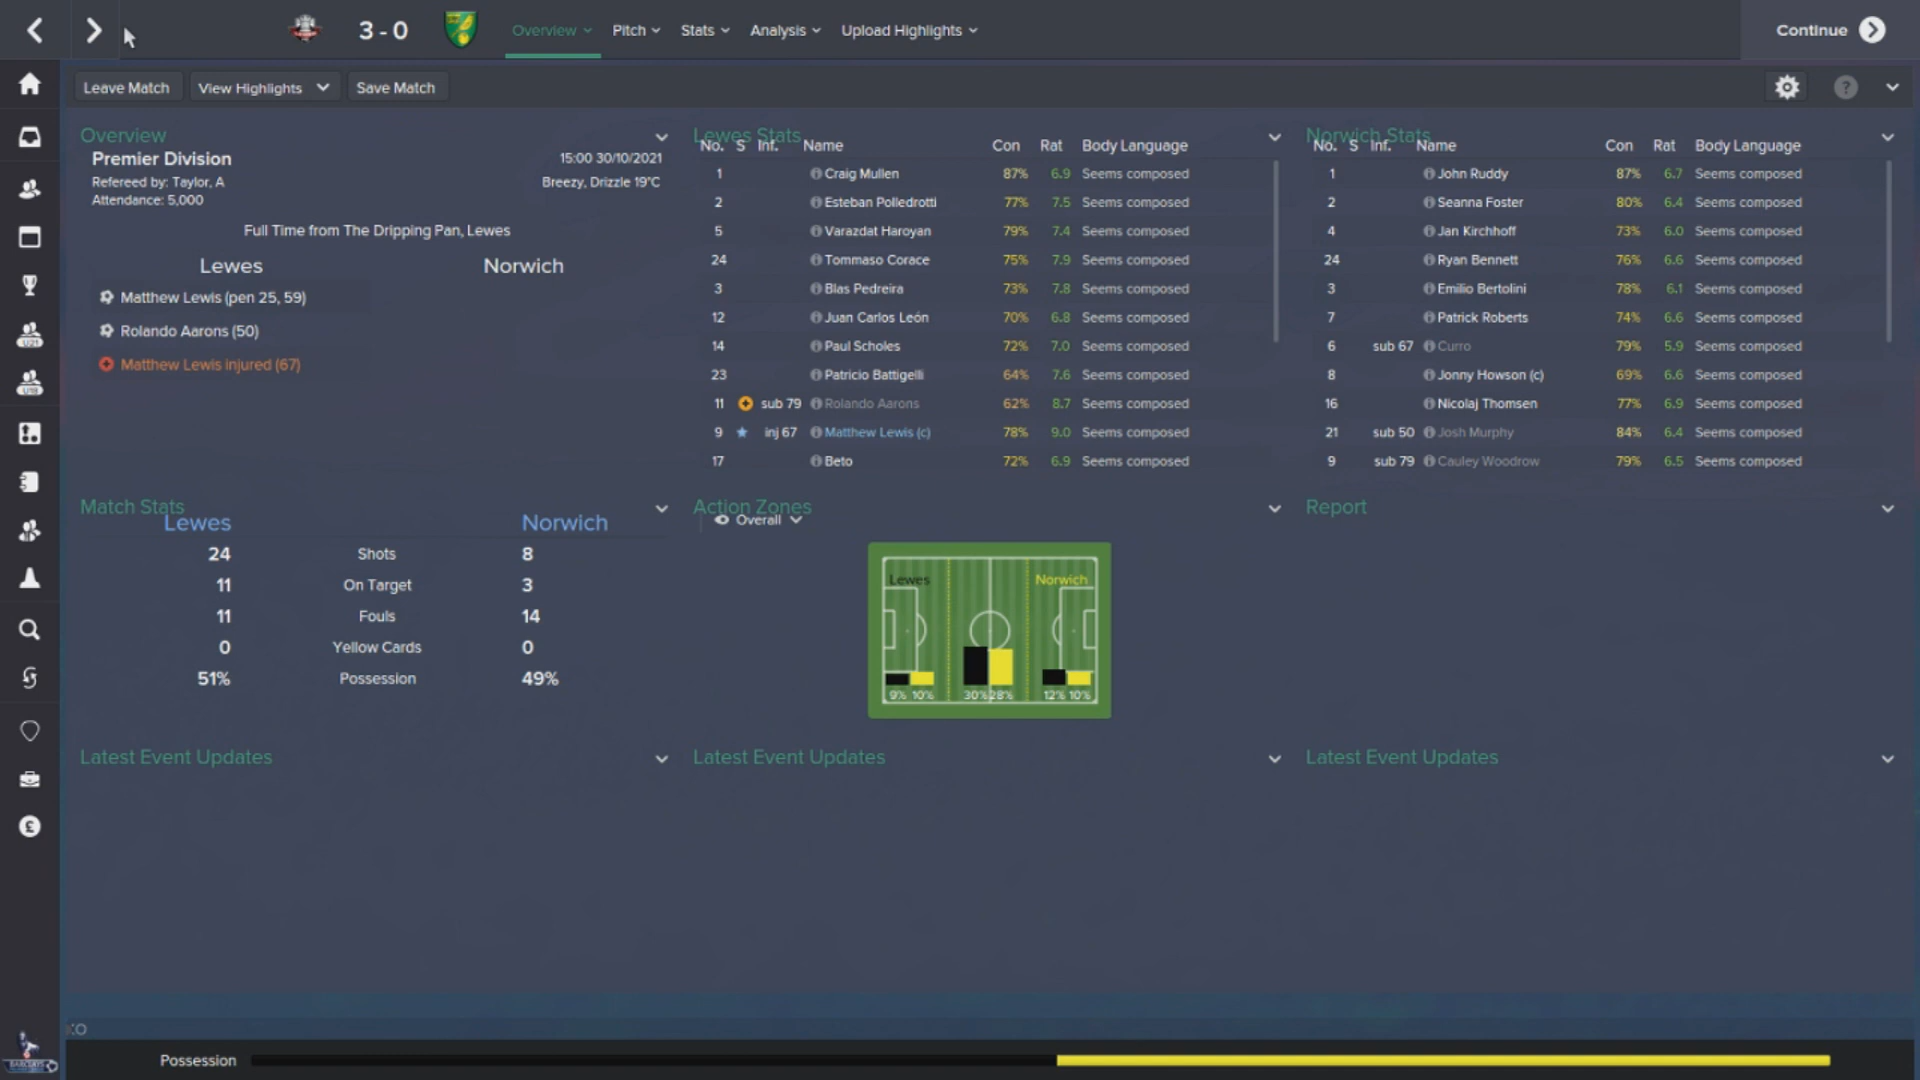 3 - 0
Overview
Pitch
Stats
Analysis
Upload Highlights
Continue
Leave Match
View Highlights
Save Match
?
Overview
Premier Division
15:00 30/10/2021
Refereed by: Taylor, A
Breezy, Drizzle 19°C
Attendance: 5,000
Full Time from The Dripping Pan, Lewes
Lewes Norwich
Matthew Lewis (pen 25, 59)
Rolando Aarons (50)
Matthew Lewis injured (67)
Lewes Stats
No. S Inf. Name Con Rat Body Language
1 Craig Mullen 87% 6.9 Seems composed
2 Esteban Polledrotti 77% 7.5 Seems composed
5 Varazdat Haroyan 79% 7.4 Seems composed
24 Tommaso Corace 75% 7.9 Seems composed
3 Blas Pedreira 73% 7.8 Seems composed
12 Juan Carlos León 70% 6.8 Seems composed
14 Paul Scholes 72% 7.0 Seems composed
23 Patricio Battigelli 64% 7.6 Seems composed
11 sub 79 Rolando Aarons 62% 8.7 Seems composed
9 inj 67 Matthew Lewis (c) 78% 9.0 Seems composed
17 Beto 72% 6.9 Seems composed
Norwich Stats
No. S Inf. Name Con Rat Body Language
1 John Ruddy 87% 6.7 Seems composed
2 Seanna Foster 80% 6.4 Seems composed
4 Jan Kirchhoff 73% 6.0 Seems composed
24 Ryan Bennett 76% 6.6 Seems composed
3 Emilio Bertolini 78% 6.1 Seems composed
7 Patrick Roberts 74% 6.6 Seems composed
6 sub 67 Curro 79% 5.9 Seems composed
8 Jonny Howson (c) 69% 6.6 Seems composed
16 Nicolaj Thomsen 77% 6.9 Seems composed
21 sub 50 Josh Murphy 84% 6.4 Seems composed
9 sub 79 Cauley Woodrow 79% 6.5 Seems composed
Match Stats
Lewes Norwich
24 Shots 8
11 On Target 3
11 Fouls 14
0 Yellow Cards 0
51% Possession 49%
Action Zones
Overall
Lewes Norwich
9% 10% 30% 28% 12% 10%
Report
Latest Event Updates
Latest Event Updates
Latest Event Updates
U21
U18
£
Possession